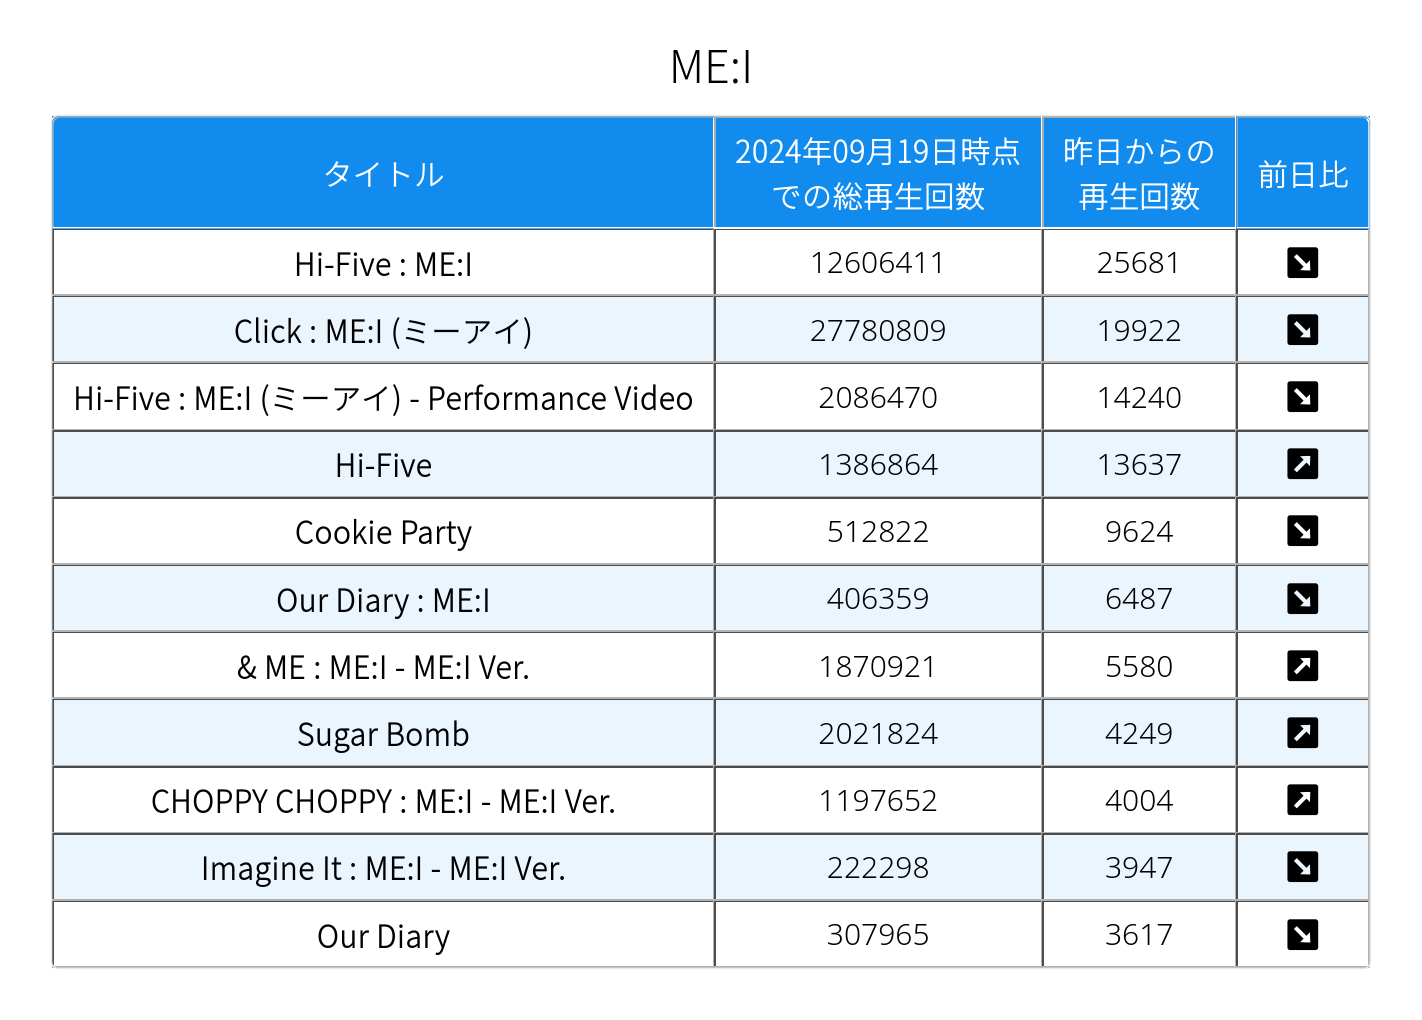 ME:I
タイトル
2024年09月19日時点
での総再生回数
昨日からの
再生回数
前日比
Hi-Five : ME:I 12606411 25681 ↘
Click : ME:I (ミーアイ) 27780809 19922 ↘
Hi-Five : ME:I (ミーアイ) - Performance Video 2086470 14240 ↘
Hi-Five 1386864 13637 ↗
Cookie Party 512822 9624 ↘
Our Diary : ME:I 406359 6487 ↘
& ME : ME:I - ME:I Ver. 1870921 5580 ↗
Sugar Bomb 2021824 4249 ↗
CHOPPY CHOPPY : ME:I - ME:I Ver. 1197652 4004 ↗
Imagine It : ME:I - ME:I Ver. 222298 3947 ↘
Our Diary 307965 3617 ↘